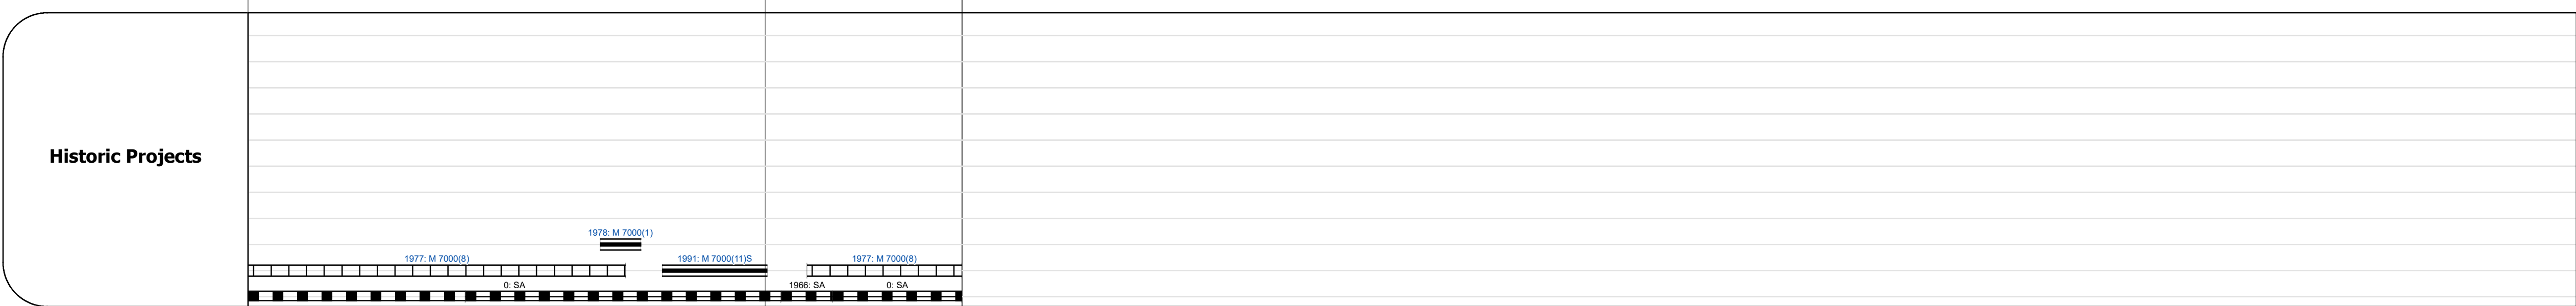 Historic Projects
1978: M 7000(1)
1977: M 7000(8)
1991: M 7000(11)S
1977: M 7000(8)
0: SA
1966: SA
0: SA